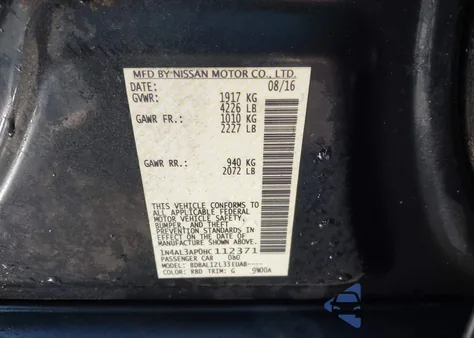 MFD BY NISSAN MOTOR CO., LTD.
DATE: 08/16
GVWR: 1917 KG
4226 LB
GAWR FR.: 1010 KG
2227 LB
GAWR RR.: 940 KG
2072 LB
THIS VEHICLE CONFORMS TO
ALL APPLICABLE FEDERAL
MOTOR VEHICLE SAFETY,
BUMPER, AND THEFT
PREVENTION STANDARDS
IN EFFECT ON THE DATE OF
MANUFACTURE SHOWN ABOVE.
1N4AL3AP0HC112371
PASSENGER CAR
MODEL: BDBALI2L33EDAB----
COLOR: RBD TRIM: G